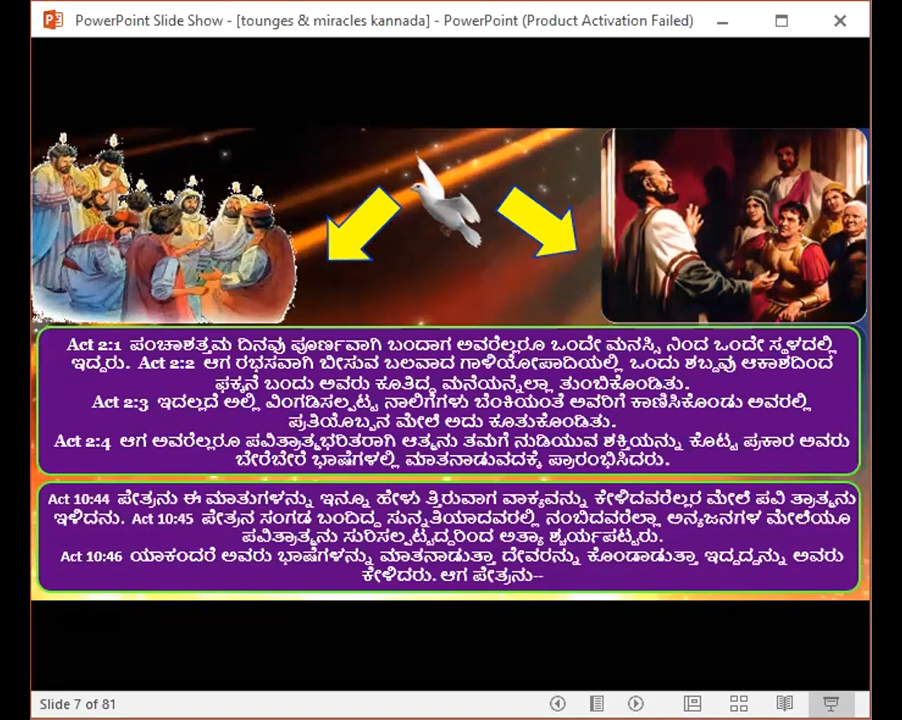 PowerPoint Slide Show - [tounges & miracles kannada] - PowerPoint (Product Activation Failed)
Act 2:1 ಪಂಚಾಶತ್ತಮ ದಿನವು ಪೂರ್ಣವಾಗಿ ಬಂದಾಗ ಅವರೆಲ್ಲರೂ ಒಂದೇ ಮನಸ್ಸಿನಿಂದ ಒಂದೇ ಸ್ಥಳದಲ್ಲಿ
ಇದ್ದರು. Act 2:2 ಆಗ ರಭಸವಾಗಿ ಬೀಸುವ ಬಲವಾದ ಗಾಳಿಯೋಪಾದಿಯಲ್ಲಿ ಒಂದು ಶಬ್ದವು ಆಕಾಶದಿಂದ
ಫಕ್ಕನೆ ಬಂದು ಅವರು ಕೂತಿದ್ದ ಮನೆಯನ್ನೆಲ್ಲಾ ತುಂಬಿಕೊಂಡಿತು.
Act 2:3 ಇದಲ್ಲದೆ ಅಲ್ಲಿ ವಿಂಗಡಿಸಲ್ಪಟ್ಟ ನಾಲಿಗೆಗಳು ಬೆಂಕಿಯಂತೆ ಅವರಿಗೆ ಕಾಣಿಸಿಕೊಂಡು ಅವರಲ್ಲಿ
ಪ್ರತಿಯೊಬ್ಬನ ಮೇಲೆ ಅದು ಕೂತುಕೊಂಡಿತು.
Act 2:4 ಆಗ ಅವರೆಲ್ಲರೂ ಪವಿತ್ರಾತ್ಮಭರಿತರಾಗಿ ಆತ್ಮನು ತಮಗೆ ನುಡಿಯುವ ಶಕ್ತಿಯನ್ನು ಕೊಟ್ಟ ಪ್ರಕಾರ ಅವರು
ಬೇರೆಬೇರೆ ಭಾಷೆಗಳಲ್ಲಿ ಮಾತನಾಡುವದಕ್ಕೆ ಪ್ರಾರಂಭಿಸಿದರು.
Act 10:44 ಪೇತ್ರನು ಈ ಮಾತುಗಳನ್ನು ಇನ್ನೂ ಹೇಳು ತ್ತಿರುವಾಗ ವಾಕ್ಯವನ್ನು ಕೇಳಿದವರೆಲ್ಲರ ಮೇಲೆ ಪವಿ ತ್ರಾತ್ಮನು
ಇಳಿದನು. Act 10:45 ಪೇತ್ರನ ಸಂಗಡ ಬಂದಿದ್ದ ಸುನ್ನತಿಯಾದವರಲ್ಲಿ ನಂಬಿದವರೆಲ್ಲಾ ಅನ್ಯಜನಗಳ ಮೇಲೆಯೂ
ಪವಿತ್ರಾತ್ಮನು ಸುರಿಸಲ್ಪಟ್ಟದ್ದರಿಂದ ಅತ್ಯಾ ಶ್ಚರ್ಯಪಟ್ಟರು.
Act 10:46 ಯಾಕಂದರೆ ಅವರು ಭಾಷೆಗಳನ್ನು ಮಾತನಾಡುತ್ತಾ ದೇವರನ್ನು ಕೊಂಡಾಡುತ್ತಾ ಇದ್ದದ್ದನ್ನು ಅವರು
ಕೇಳಿದರು. ಆಗ ಪೇತ್ರನು--
Slide 7 of 81